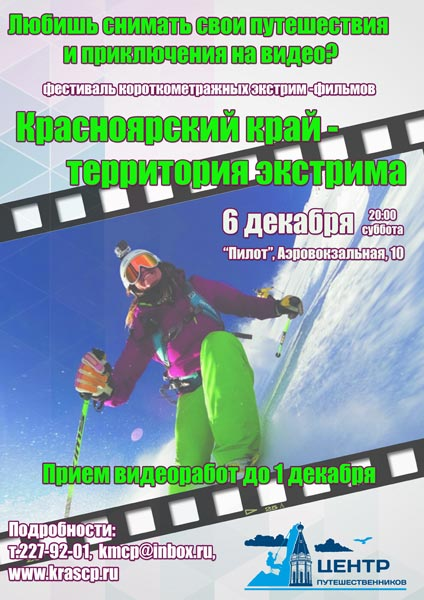 Любишь снимать свои путешествия
и приключения на видео?
фестиваль короткометражных экстрим-фильмов
Красноярский край -
территория экстрима
6 декабря 20:00
суббота
"Пилот", Аэровокзальная, 10
Прием видеоработ до 1 декабря
Подробности:
т.227-92-01, kmcp@inbox.ru,
www.krascp.ru
ЦЕНТР
ПУТЕШЕСТВЕННИКОВ